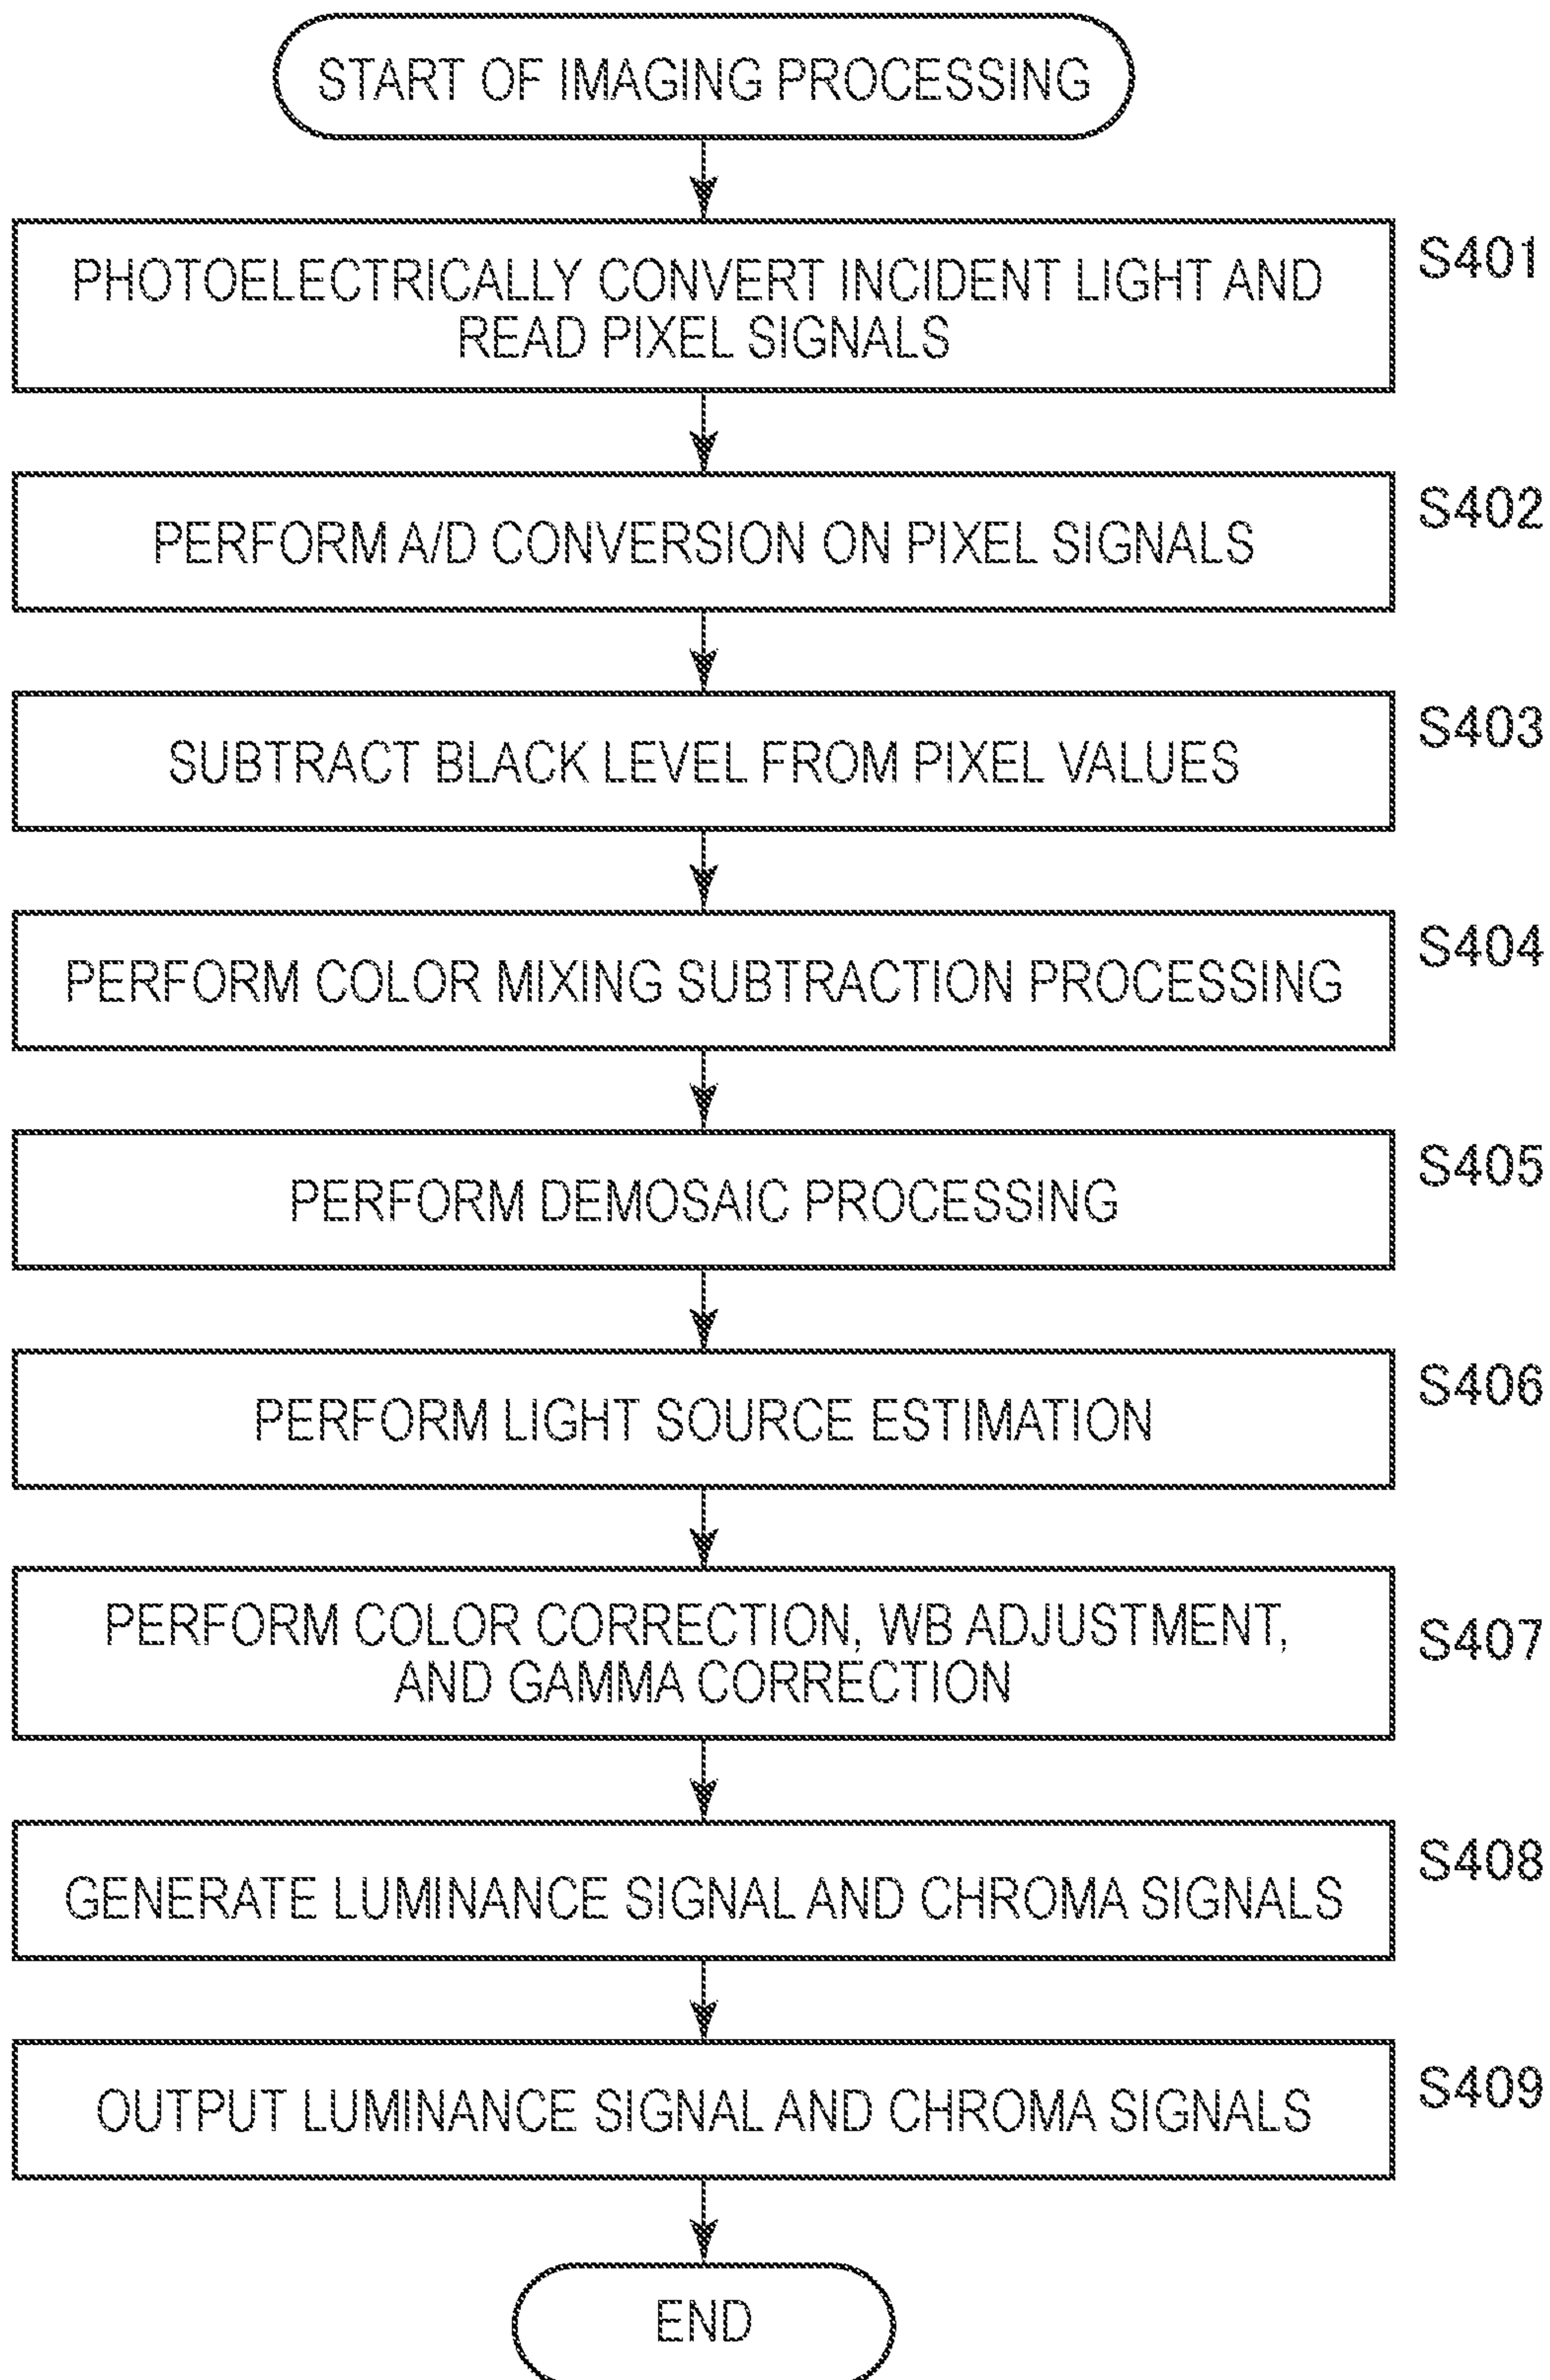 START OF IMAGING PROCESSING
PHOTOELECTRICALLY CONVERT INCIDENT LIGHT AND
READ PIXEL SIGNALS
S401
PERFORM A/D CONVERSION ON PIXEL SIGNALS
S402
SUBTRACT BLACK LEVEL FROM PIXEL VALUES
S403
PERFORM COLOR MIXING SUBTRACTION PROCESSING
S404
PERFORM DEMOSAIC PROCESSING
S405
PERFORM LIGHT SOURCE ESTIMATION
S406
PERFORM COLOR CORRECTION, WB ADJUSTMENT,
AND GAMMA CORRECTION
S407
GENERATE LUMINANCE SIGNAL AND CHROMA SIGNALS
S408
OUTPUT LUMINANCE SIGNAL AND CHROMA SIGNALS
S409
END